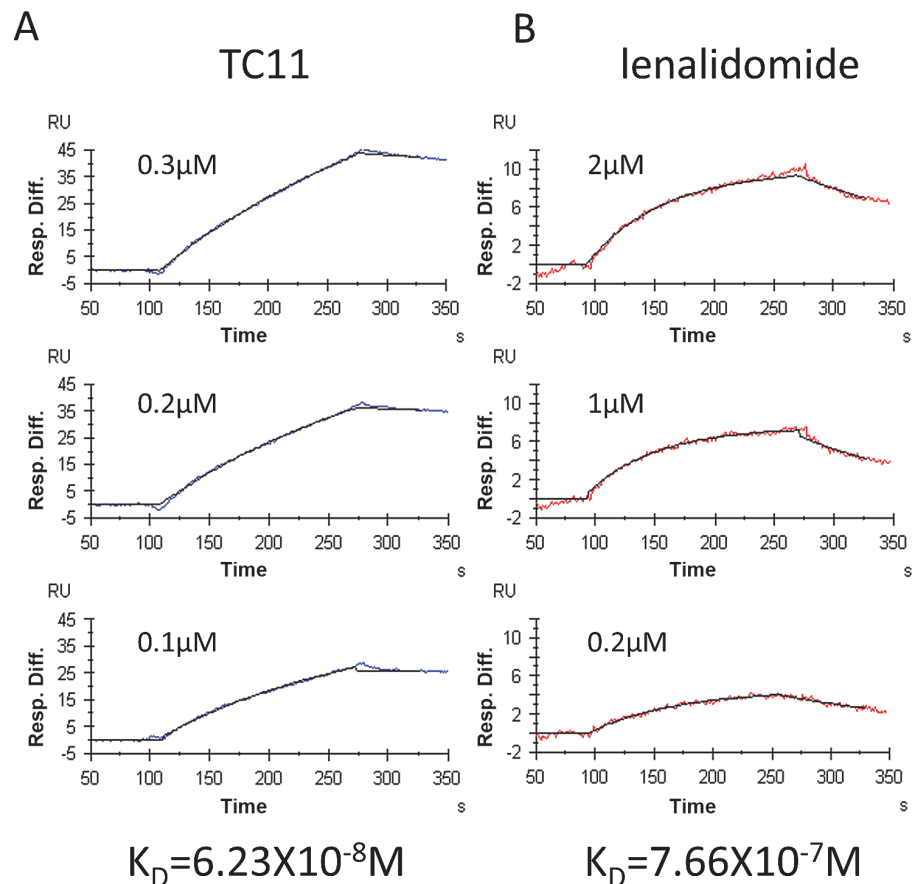 A
TC11
RU
Resp. Diff.
45
35
25
15
5
-5
0.3µM
50 100 150 200 250 300 350
Time
s
RU
Resp. Diff.
45
35
25
15
5
-5
0.2µM
50 100 150 200 250 300 350
Time
s
RU
Resp. Diff.
45
35
25
15
5
-5
0.1µM
50 100 150 200 250 300 350
Time
s
K_D=6.23X10⁻⁸M
B
lenalidomide
RU
Resp. Diff.
10
6
2
-2
2µM
50 100 150 200 250 300 350
Time
s
RU
Resp. Diff.
10
6
2
-2
1µM
50 100 150 200 250 300 350
Time
s
RU
Resp. Diff.
10
6
2
-2
0.2µM
50 100 150 200 250 300 350
Time
s
K_D=7.66X10⁻⁷M